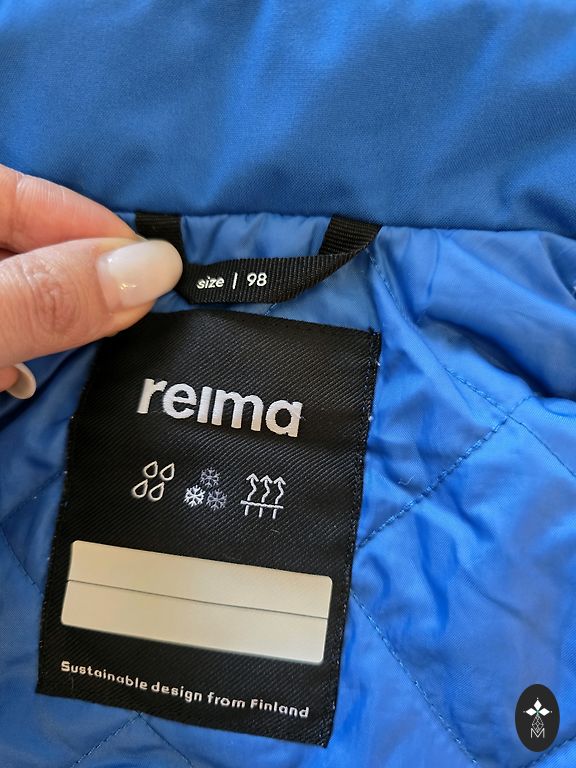 size | 98
reima
Sustainable design from Finland